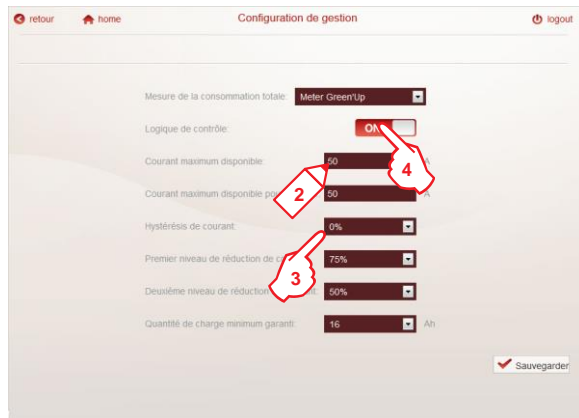 retour home Configuration de gestion logout
Mesure de la consommation totale: Meter Green'Up
Logique de contrôle: ON
Courant maximum disponible: 50 A
4
Courant maximum disponible 50 A
2
Hystérésis de courant: 0%
Premier niveau de réduction de 75%
3
Deuxième niveau de réduction 50%
Quantité de charge minimum garanti: 16 Ah
Sauvegarder